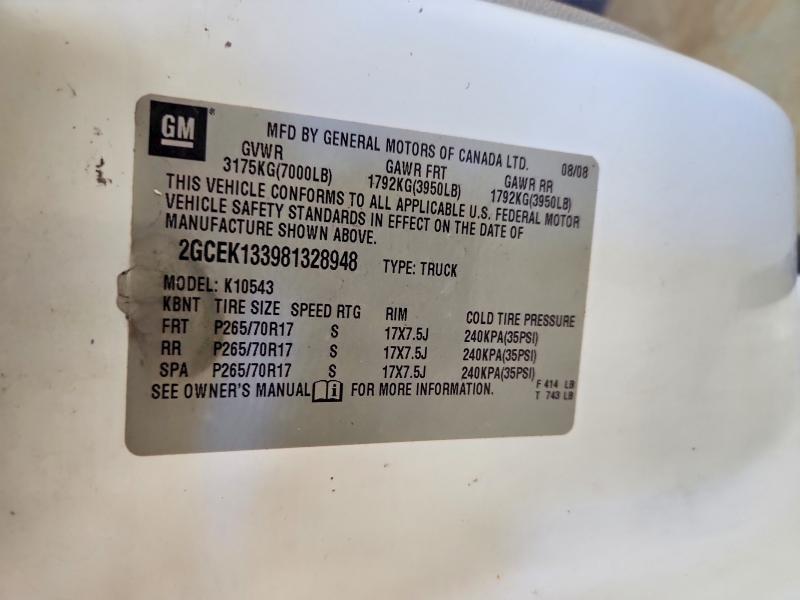 GM
MFD BY GENERAL MOTORS OF CANADA LTD. 08/08
GVWR GAWR FRT GAWR RR
3175KG(7000LB) 1792KG(3950LB) 1792KG(3950LB)
THIS VEHICLE CONFORMS TO ALL APPLICABLE U.S. FEDERAL MOTOR
VEHICLE SAFETY STANDARDS IN EFFECT ON THE DATE OF
MANUFACTURE SHOWN ABOVE.
2GCEK133981328948 TYPE: TRUCK
MODEL: K10543
KBNT TIRE SIZE SPEED RTG RIM COLD TIRE PRESSURE
FRT P265/70R17 S 17X7.5J 240KPA(35PSI)
RR P265/70R17 S 17X7.5J 240KPA(35PSI)
SPA P265/70R17 S 17X7.5J 240KPA(35PSI)
SEE OWNER'S MANUAL i FOR MORE INFORMATION.
F 414 LB
T 743 LB